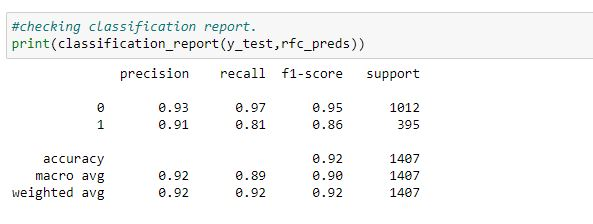 #checking classification report.
print(classification_report(y_test,rfc_preds))
precision recall f1-score support
0 0.93 0.97 0.95 1012
1 0.91 0.81 0.86 395
accuracy 0.92 1407
macro avg 0.92 0.89 0.90 1407
weighted avg 0.92 0.92 0.92 1407